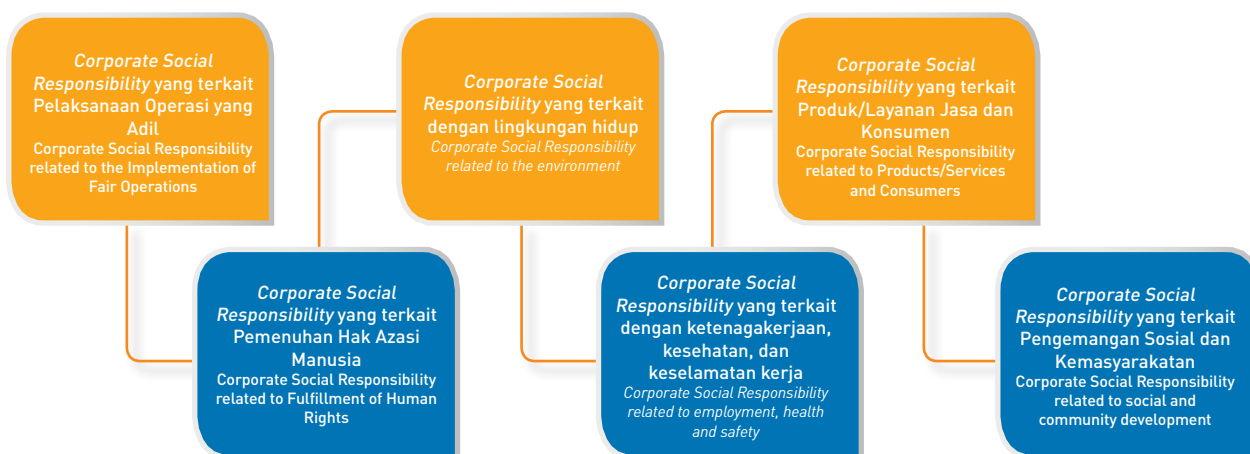 Corporate Social
Responsibility yang terkait
Pelaksanaan Operasi yang
Adil
Corporate Social Responsibility
related to the Implementation of
Fair Operations
Corporate Social
Responsibility yang terkait
Pemenuhan Hak Azasi
Manusia
Corporate Social Responsibility
related to Fulfillment of Human
Rights
Corporate Social
Responsibility yang terkait
dengan lingkungan hidup
Corporate Social Responsibility
related to the environment
Corporate Social
Responsibility yang terkait
dengan ketenagakerjaan,
kesehatan, dan
keselamatan kerja
Corporate Social Responsibility
related to employment, health
and safety
Corporate Social
Responsibility yang terkait
Produk/Layanan Jasa dan
Konsumen
Corporate Social Responsibility
related to Products/Services
and Consumers
Corporate Social
Responsibility yang terkait
Pengemangan Sosial dan
Kemasyarakatan
Corporate Social Responsibility
related to social and
community development